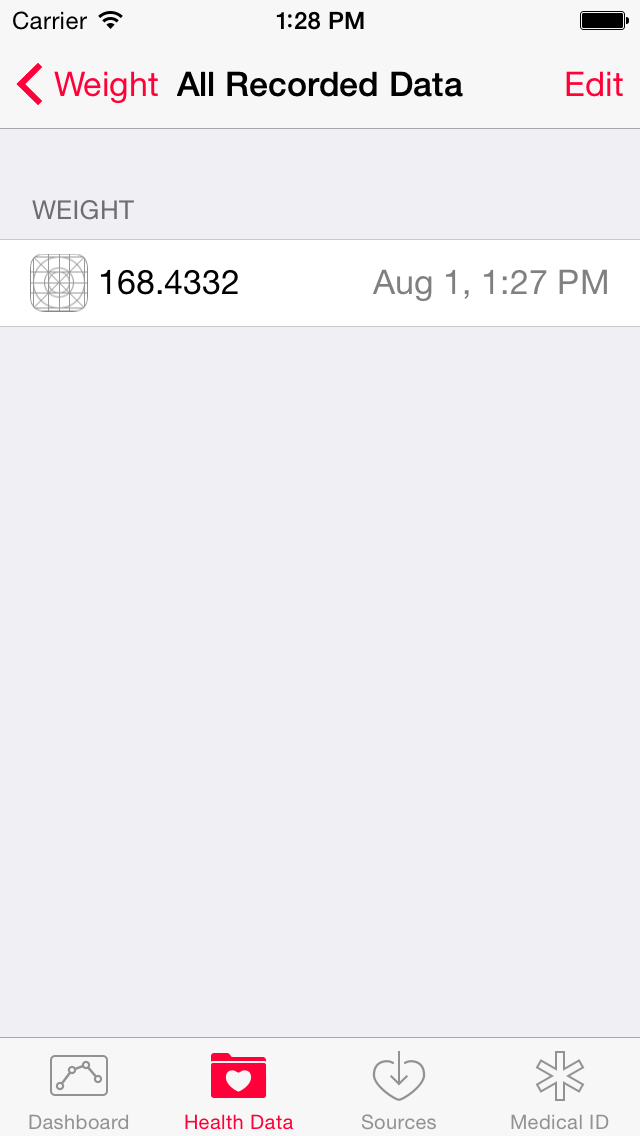 Carrier 1:28 PM
Weight All Recorded Data Edit
WEIGHT
168.4332 Aug 1, 1:27 PM
Dashboard Health Data Sources Medical ID